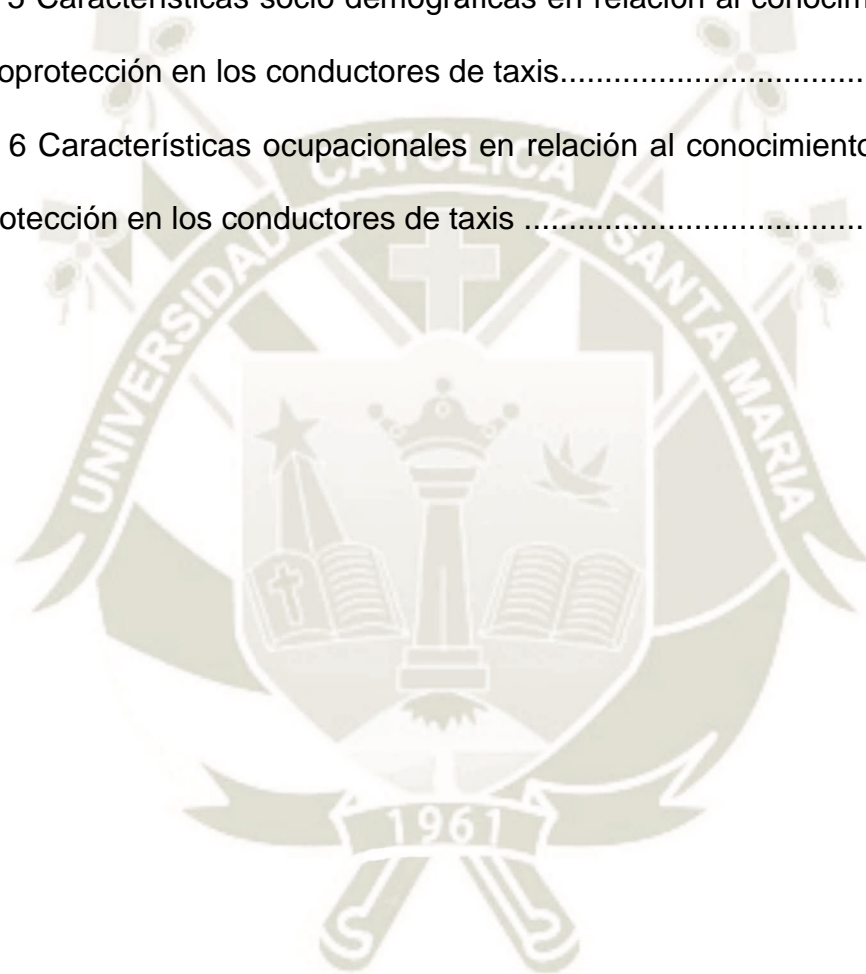 5 Características socio demográficas en relación al conocim
oprotección en los conductores de taxis...................................
6 Características ocupacionales en relación al conocimiento
otección en los conductores de taxis ......................................
UNIVERSIDAD CATOLICA SANTA MARIA
1961